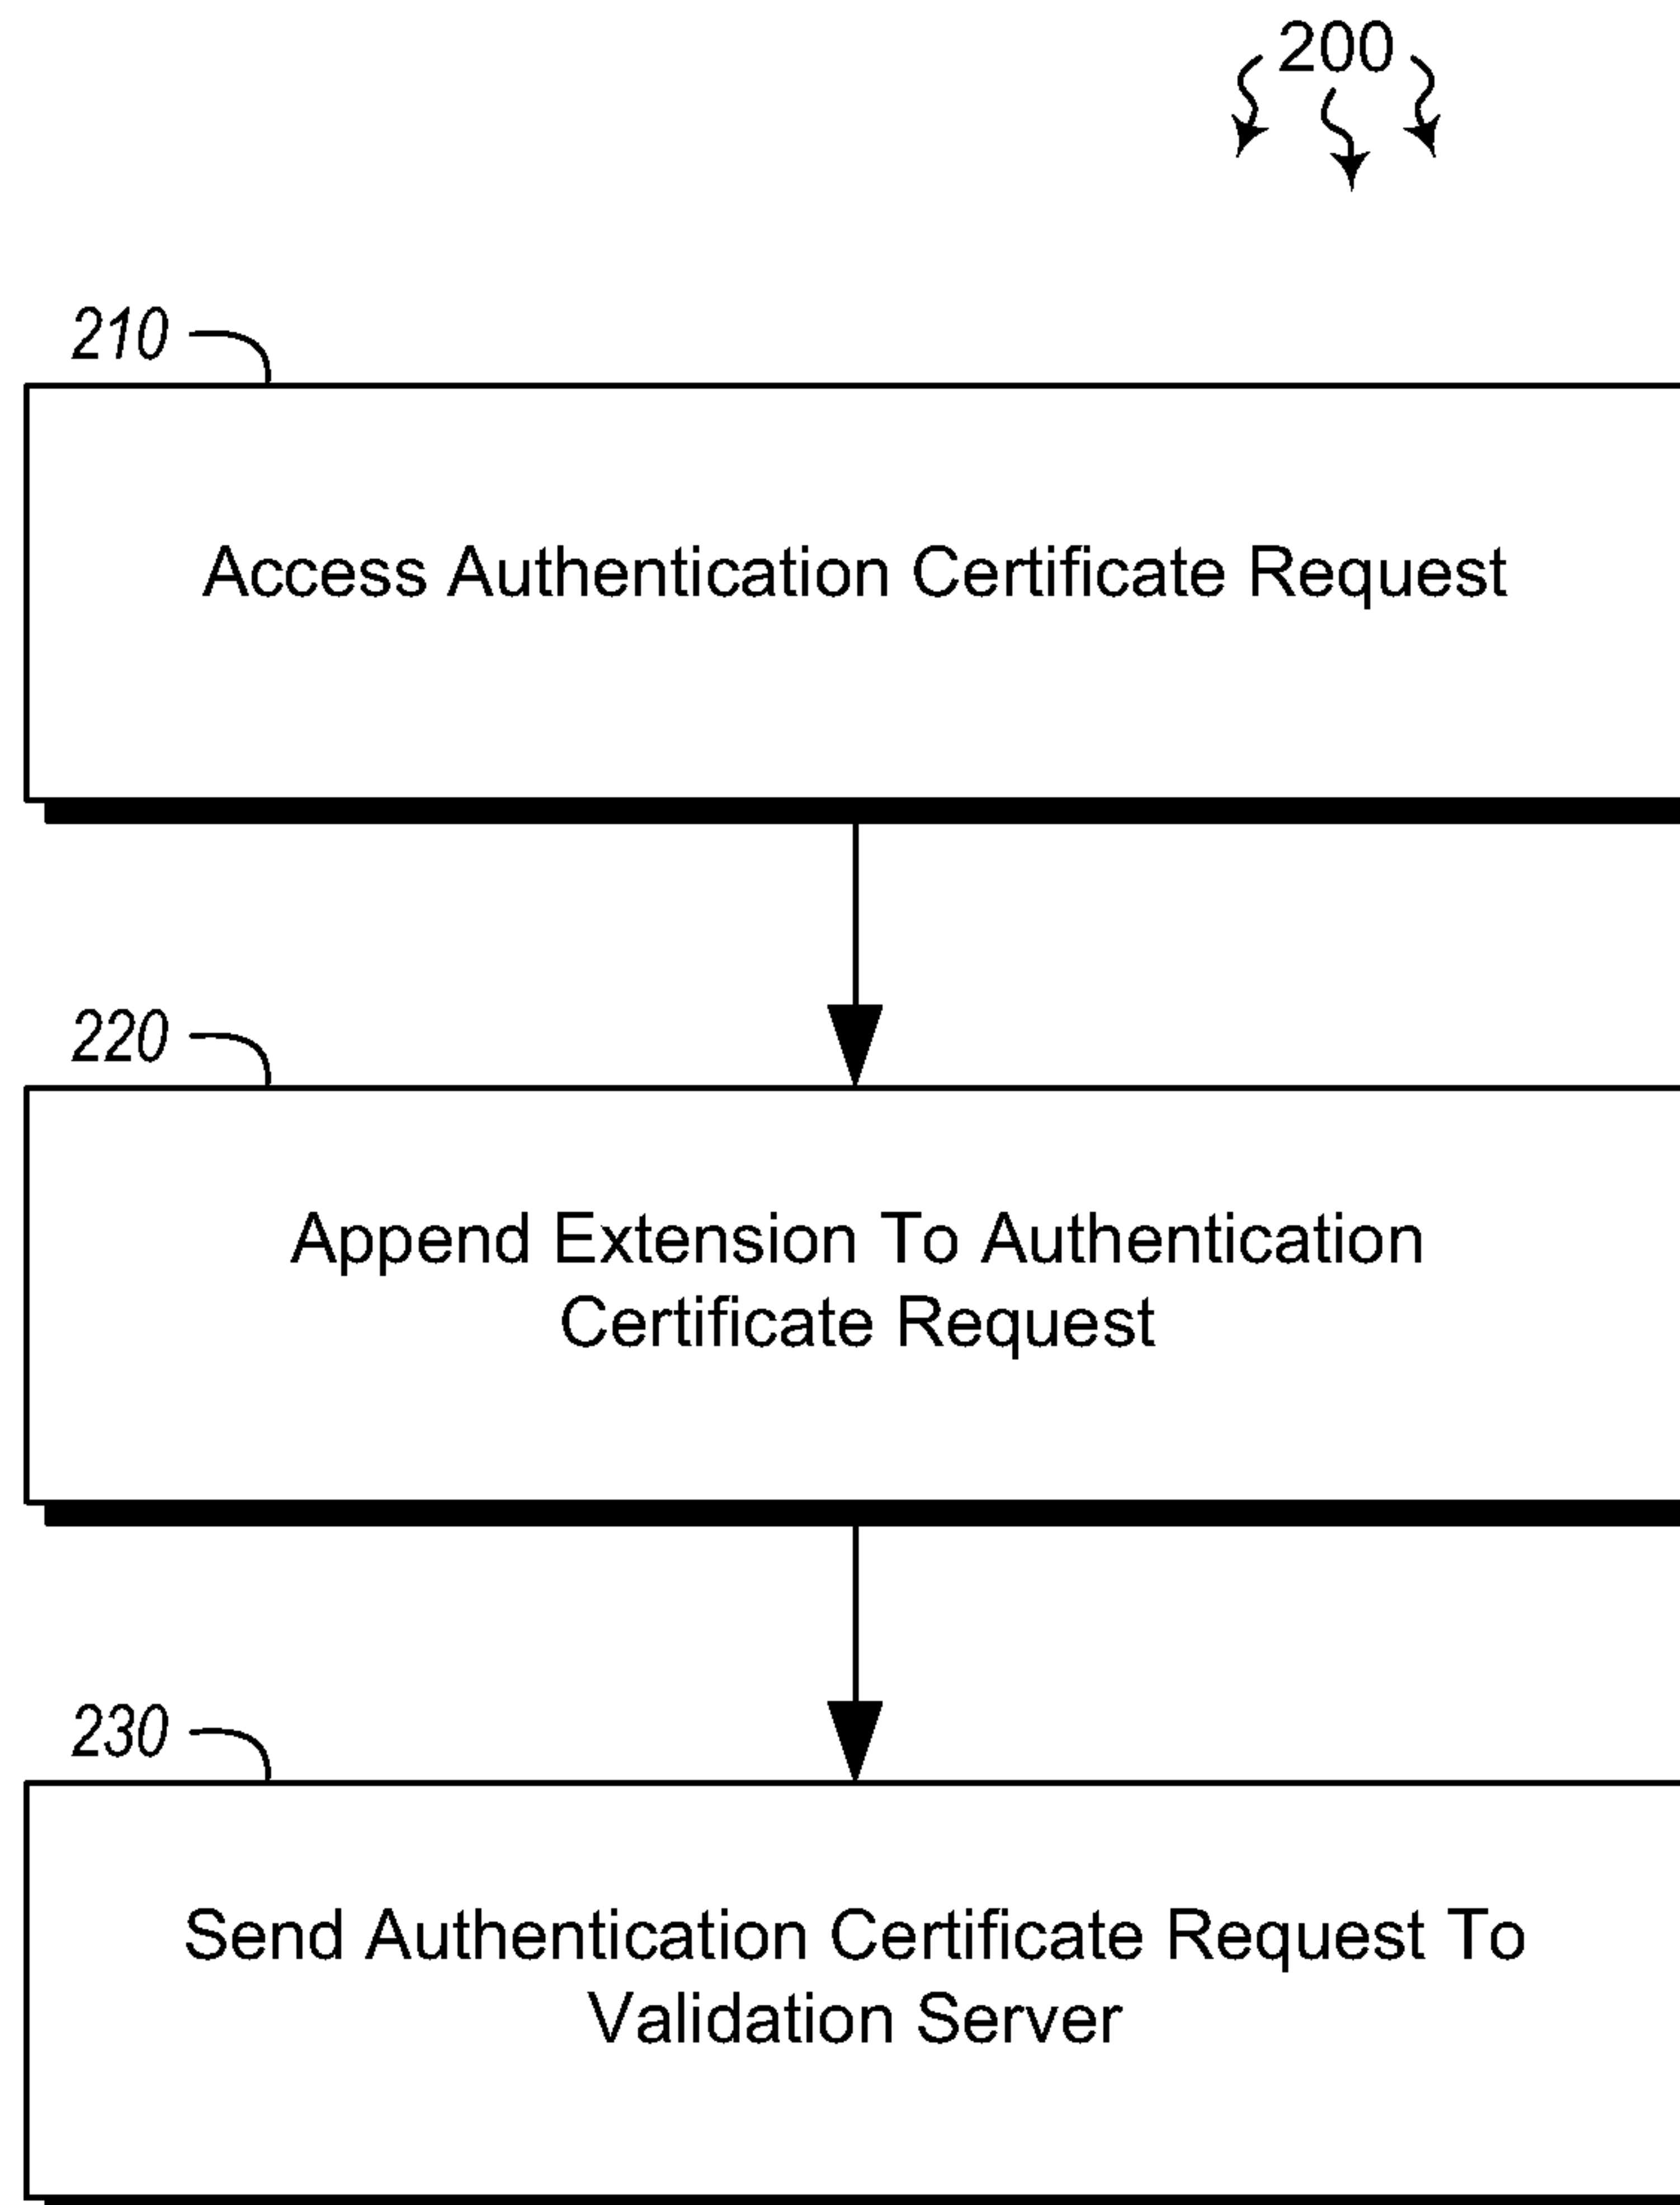 200
210
Access Authentication Certificate Request
220
Append Extension To Authentication
Certificate Request
230
Send Authentication Certificate Request To
Validation Server